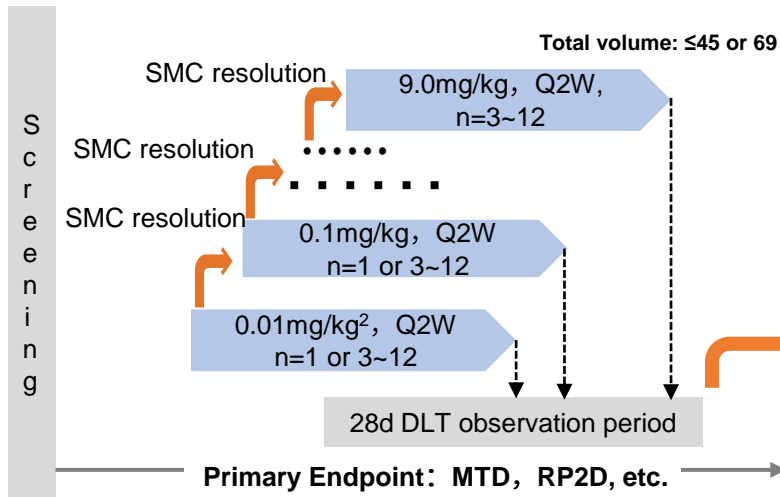 Total volume: ≤45 or 69
Screening
SMC resolution
9.0mg/kg，Q2W,
n=3~12
SMC resolution
SMC resolution
0.1mg/kg，Q2W
n=1 or 3~12
0.01mg/kg²，Q2W
n=1 or 3~12
28d DLT observation period
Primary Endpoint：MTD，RP2D, etc.